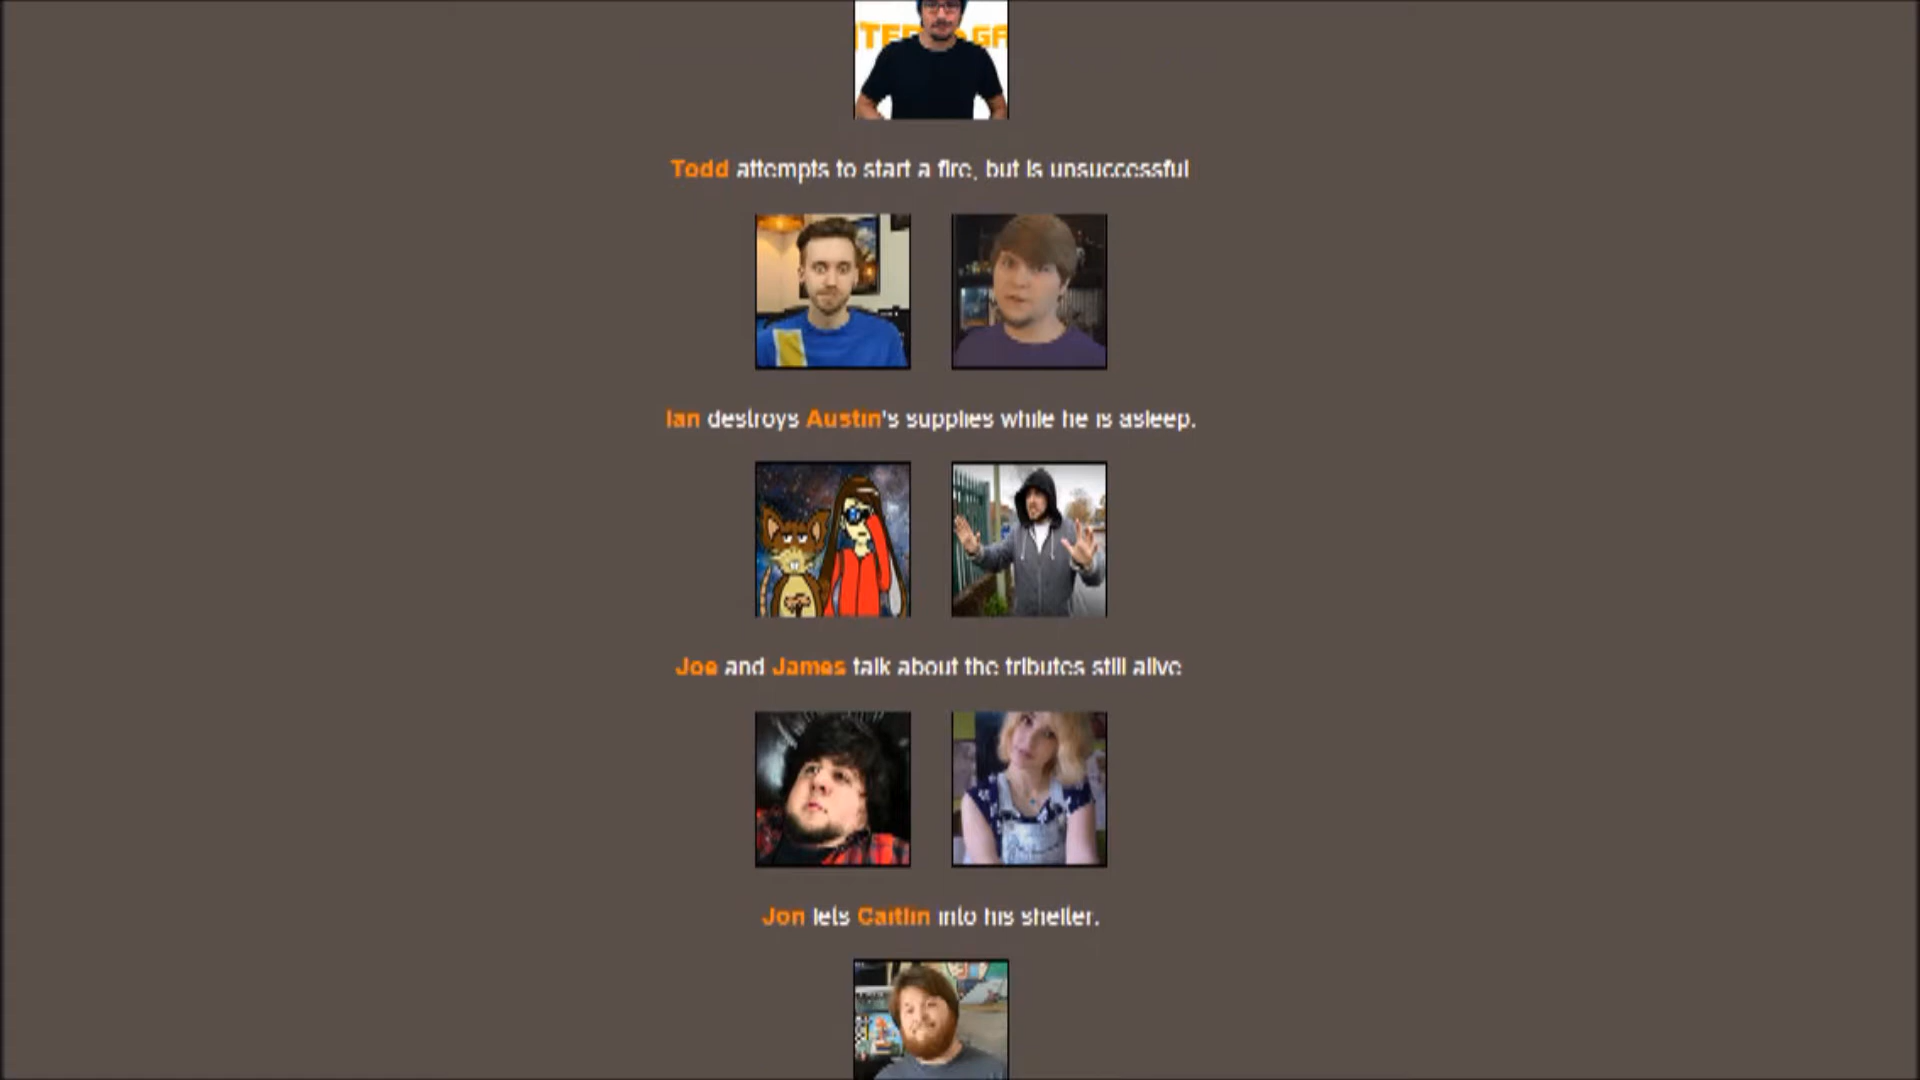 Todd attempts to start a fire, but is unsuccessful
Ian destroys Austin's supplies while he is asleep.
Joe and James talk about the tributes still alive
Jon lets Caitlin into his shelter.